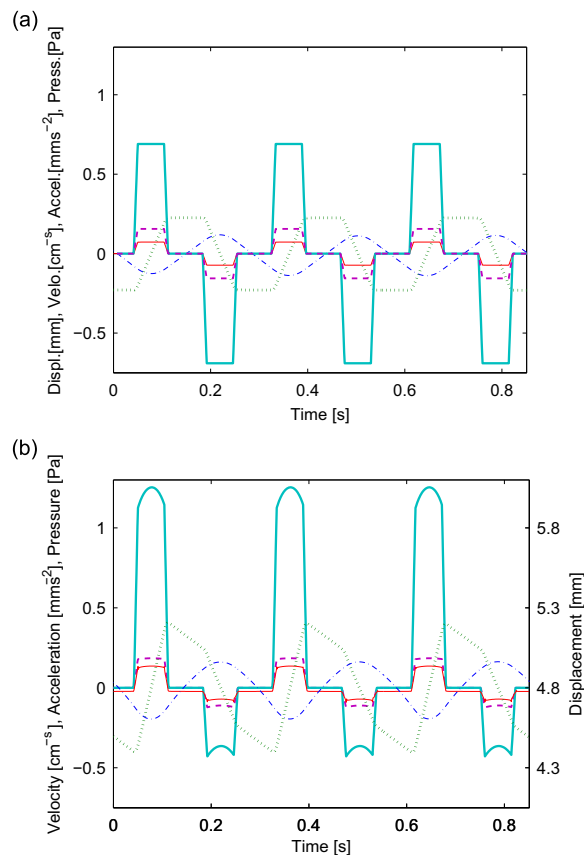 (a)
Displ.[mm], Velo.[cm−s], Accel.[mms−2], Press.[Pa]
1
0.5
0
−0.5
0 0.2 0.4 0.6 0.8
Time [s]
(b)
Velocity [cm−s], Acceleration [mms2], Pressure [Pa]
1
0.5
0
−0.5
5.8
5.3
4.8
4.3
Displacement [mm]
0 0.2 0.4 0.6 0.8
Time [s]